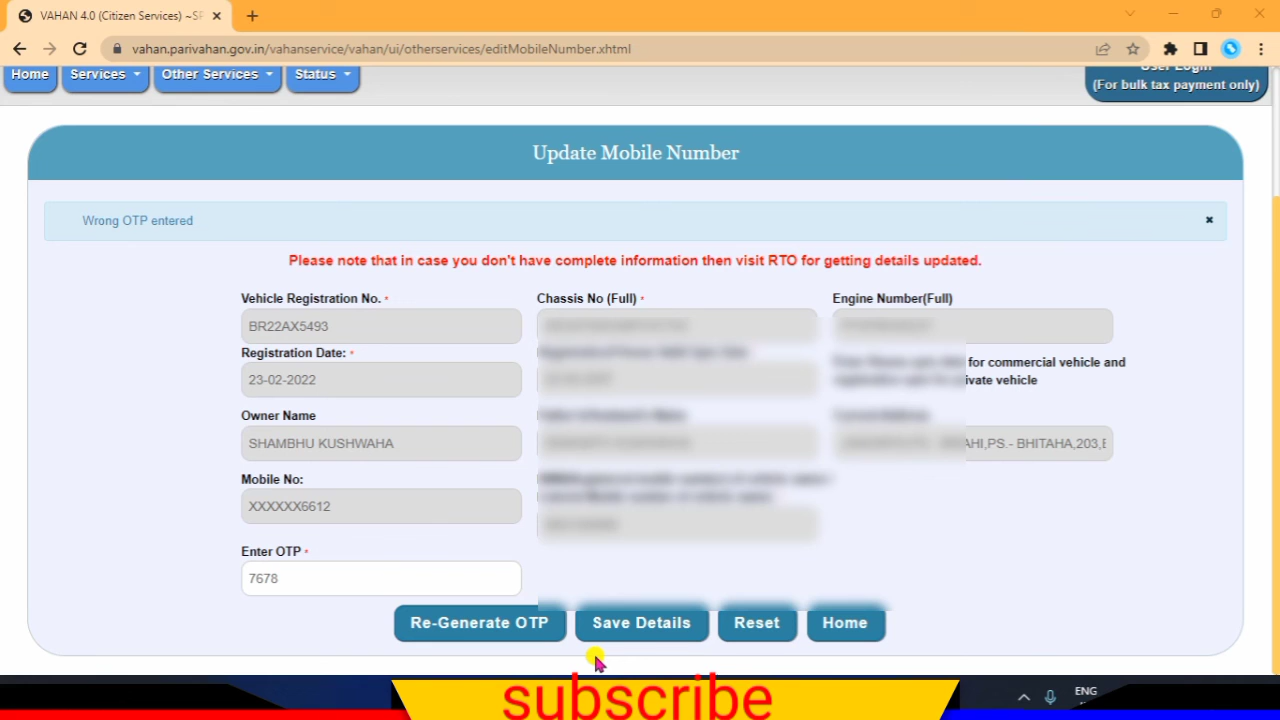 VAHAN 4.0 (Citizen Services) ~SP
vahan.parivahan.gov.in/vahanservice/vahan/ui/otherservices/editMobileNumber.xhtml
Home
Services
Other Services
Status
User Login
(For bulk tax payment only)
Update Mobile Number
Wrong OTP entered
Please note that in case you don't have complete information then visit RTO for getting details updated.
Vehicle Registration No. *
Chassis No (Full) *
Engine Number(Full)
BR22AX5493
Registration Date: *
for commercial vehicle and
vehicle
23-02-2022
Owner Name
SHAMBHU KUSHWAHA
AHI,PS.- BHITAHA,203,E
Mobile No:
XXXXXX6612
Enter OTP *
7678
Re-Generate OTP
Save Details
Reset
Home
subscribe
ENG